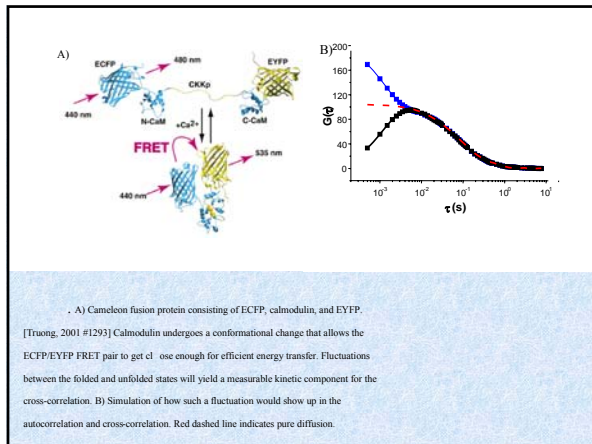 A)
ECFP
480 nm
EYFP
CKKp
440 nm
N-CaM
C-CaM
+Ca2+
FRET
535 nm
440 nm
B)
G(τ)
200
160
120
80
40
0
10-2
10-1
100
101
τ (s)
. A) Cameleon fusion protein consisting of ECFP, calmodulin, and EYFP.
[Truong, 2001 #1293] Calmodulin undergoes a conformational change that allows the
ECFP/EYFP FRET pair to get cl ose enough for efficient energy transfer. Fluctuations
between the folded and unfolded states will yield a measurable kinetic component for the
cross-correlation. B) Simulation of how such a fluctuation would show up in the
autocorrelation and cross-correlation. Red dashed line indicates pure diffusion.